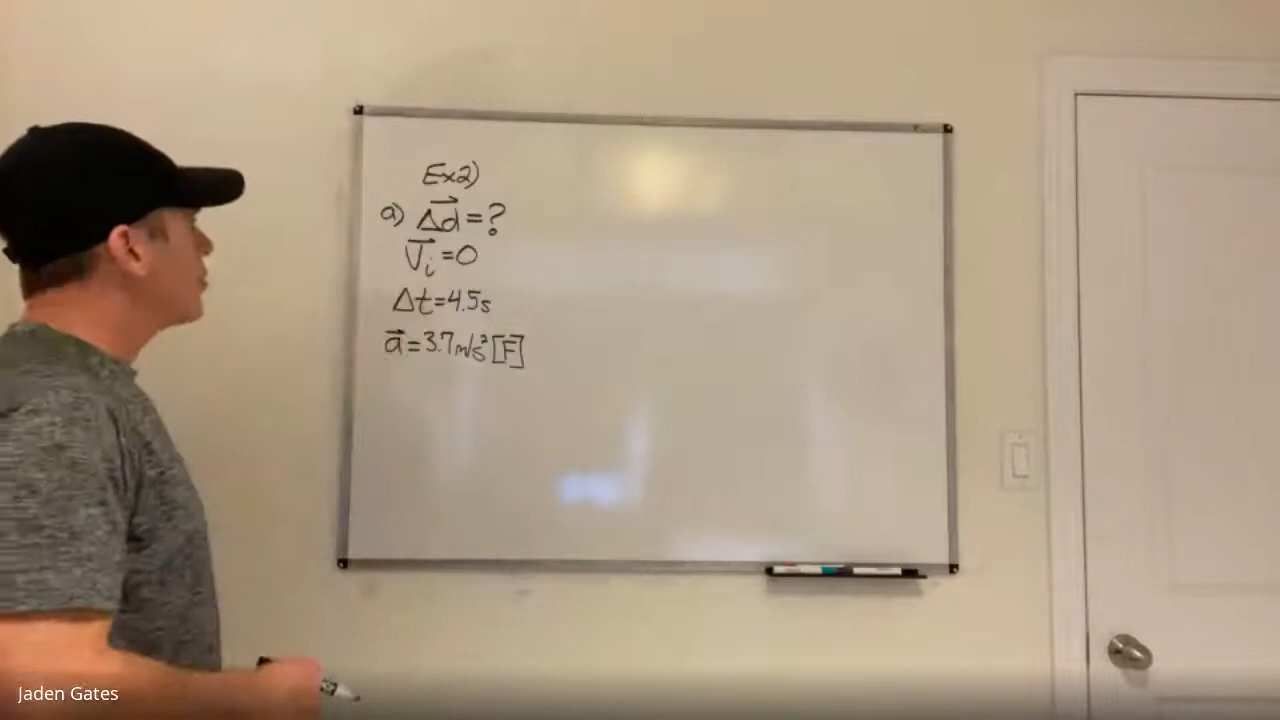 Ex2)
a) Δd⃗ = ?
V⃗i = 0
Δt = 4.5s
a⃗ = 3.7m/s² [F]
Jaden Gates